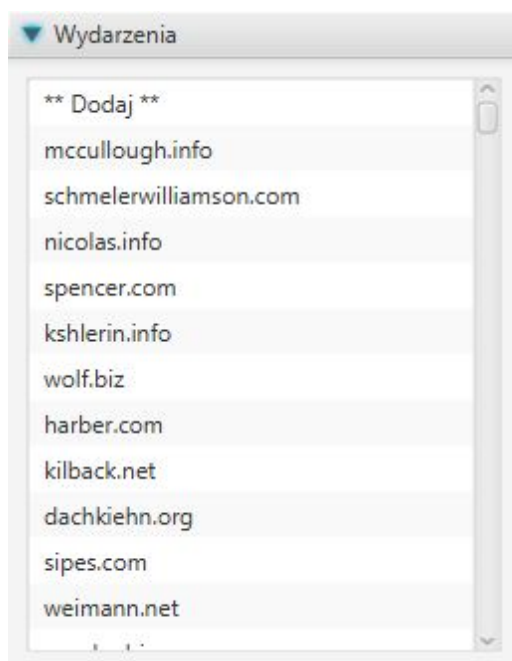 Wydarzenia
** Dodaj **
mccullough.info
schmelerwilliamson.com
nicolas.info
spencer.com
kshlerin.info
wolf.biz
harber.com
kilback.net
dachkiehn.org
sipes.com
weimann.net